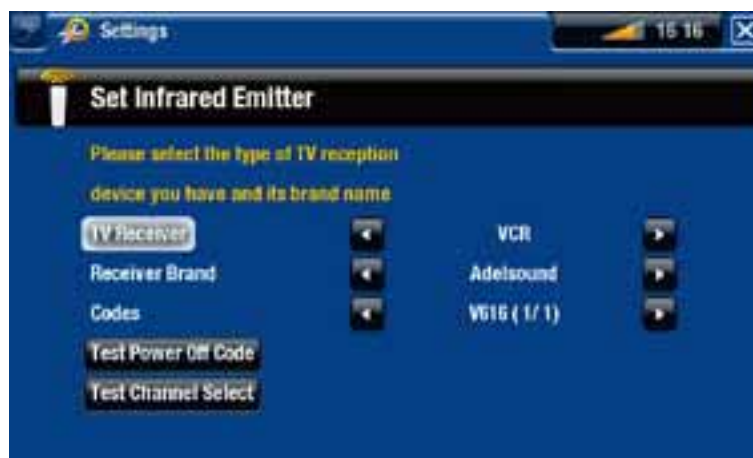 Settings
16 16
Set Infrared Emitter
Please select the type of TV reception
device you have and its brand name
TV Receiver VCR
Receiver Brand Adelsound
Codes V616 ( 1/ 1)
Test Power Off Code
Test Channel Select